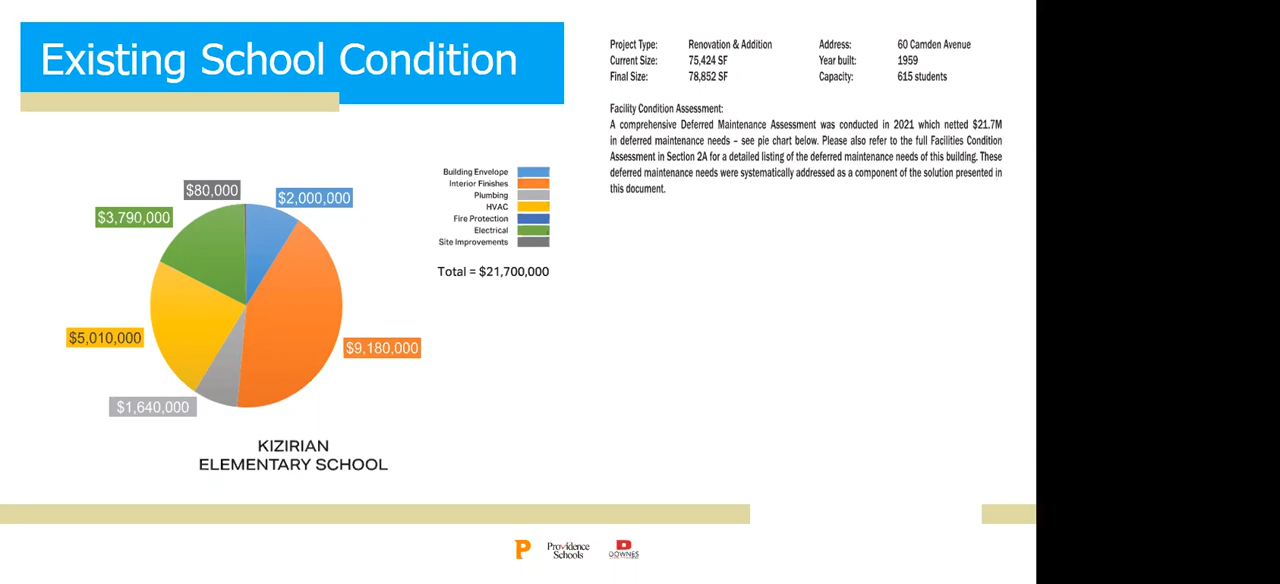 Existing School Condition
Project Type: Renovation & Addition Address: 60 Camden Avenue
Current Size: 75,424 SF Year built: 1959
Final Size: 78,852 SF Capacity: 615 students
Facility Condition Assessment:
A comprehensive Deferred Maintenance Assessment was conducted in 2021 which netted $21.7M
in deferred maintenance needs – see pie chart below. Please also refer to the full Facilities Condition
Assessment in Section 2A for a detailed listing of the deferred maintenance needs of this building. These
deferred maintenance needs were systematically addressed as a component of the solution presented in
this document.
Building Envelope
Interior Finishes
Plumbing
HVAC
Fire Protection
Electrical
Site Improvements
Total = $21,700,000
$80,000
$2,000,000
$3,790,000
$5,010,000
$9,180,000
$1,640,000
KIZIRIAN
ELEMENTARY SCHOOL
P
Providence
Schools
D
DOWNES